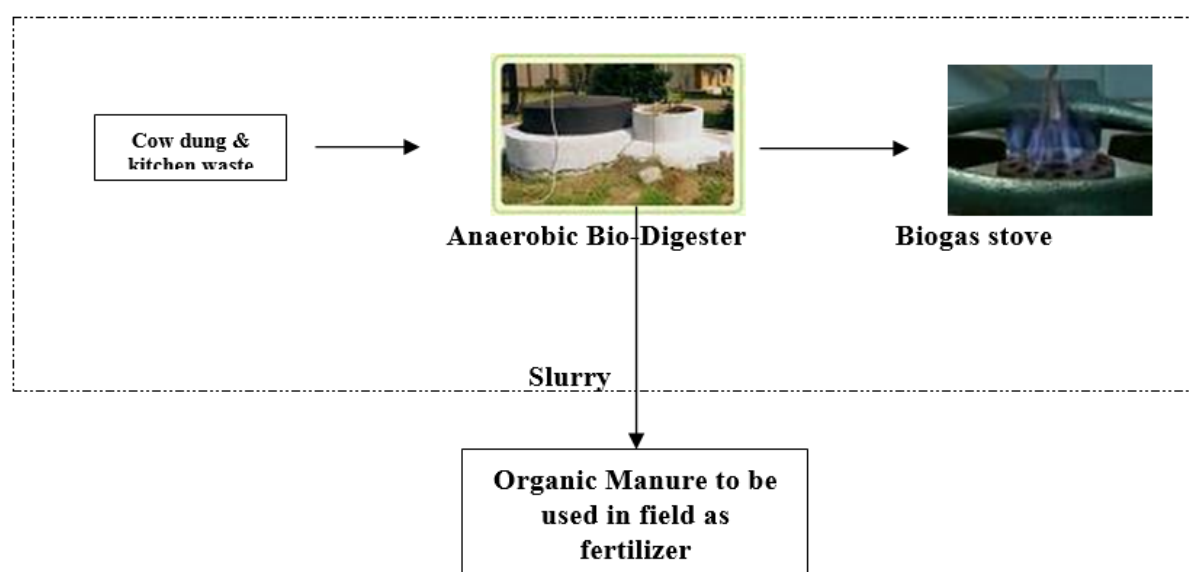 Cow dung &
kitchen waste
Anaerobic Bio-Digester
Biogas stove
Slurry
Organic Manure to be
used in field as
fertilizer